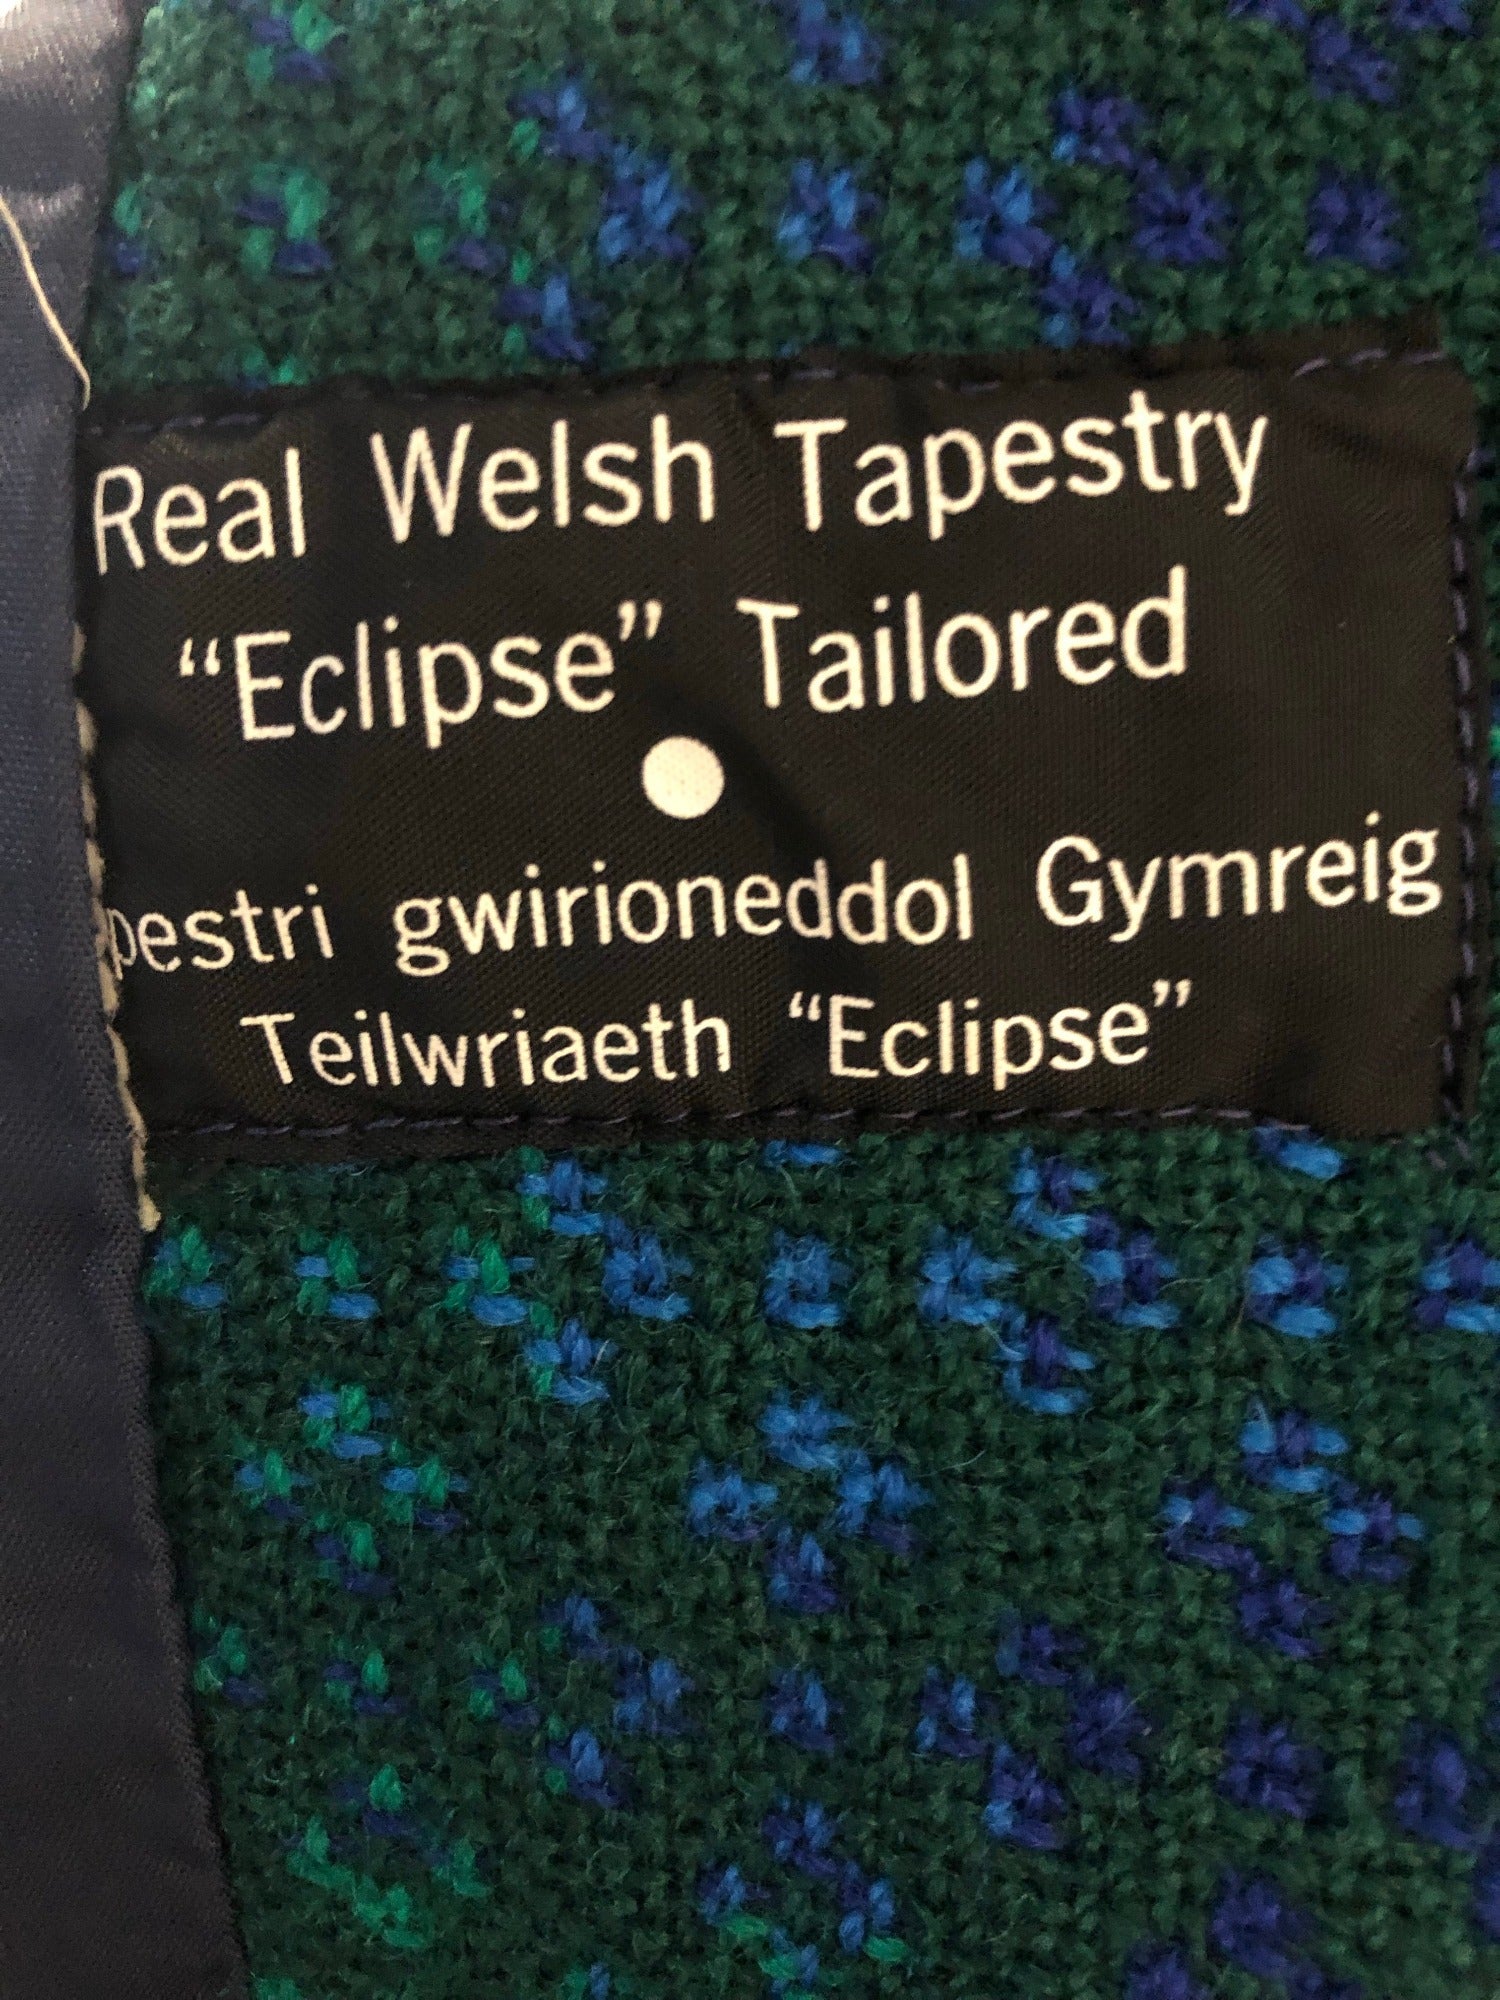 Real Welsh Tapestry
“Eclipse” Tailored
pestri gwirioneddol Gymreig
Teilwriaeth “Eclipse”